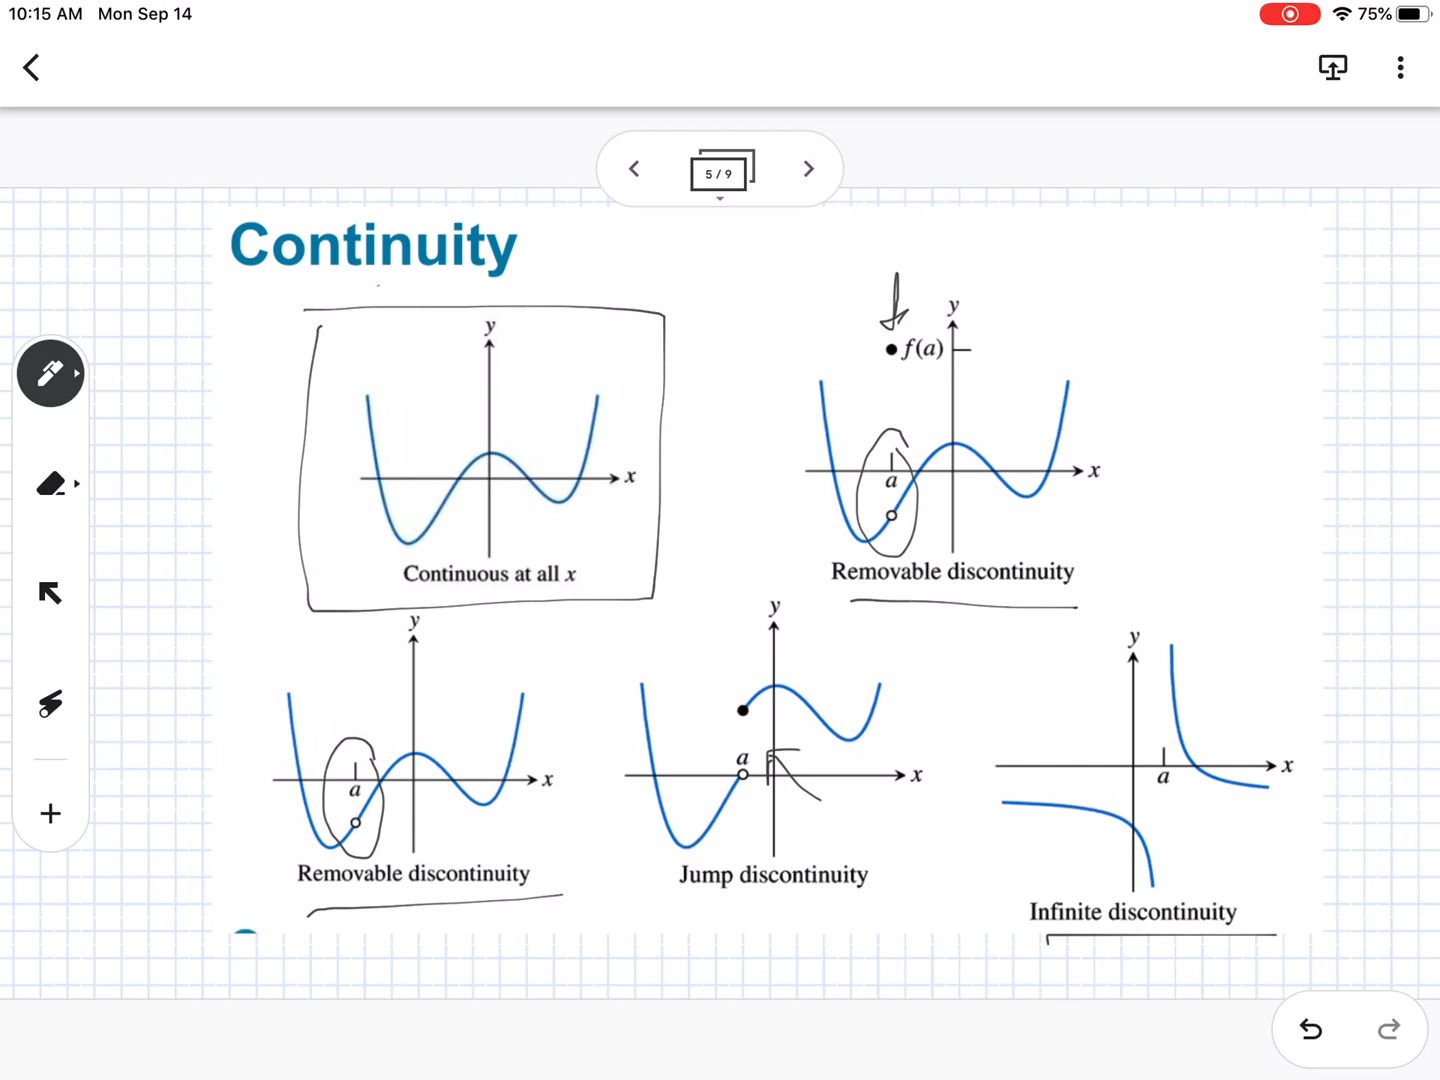 10:15 AM Mon Sep 14
75%
5 / 9
Continuity
y
x
Continuous at all x
y
f(a)
a
x
Removable discontinuity
y
a
x
Removable discontinuity
y
a
x
Jump discontinuity
y
a
x
Infinite discontinuity